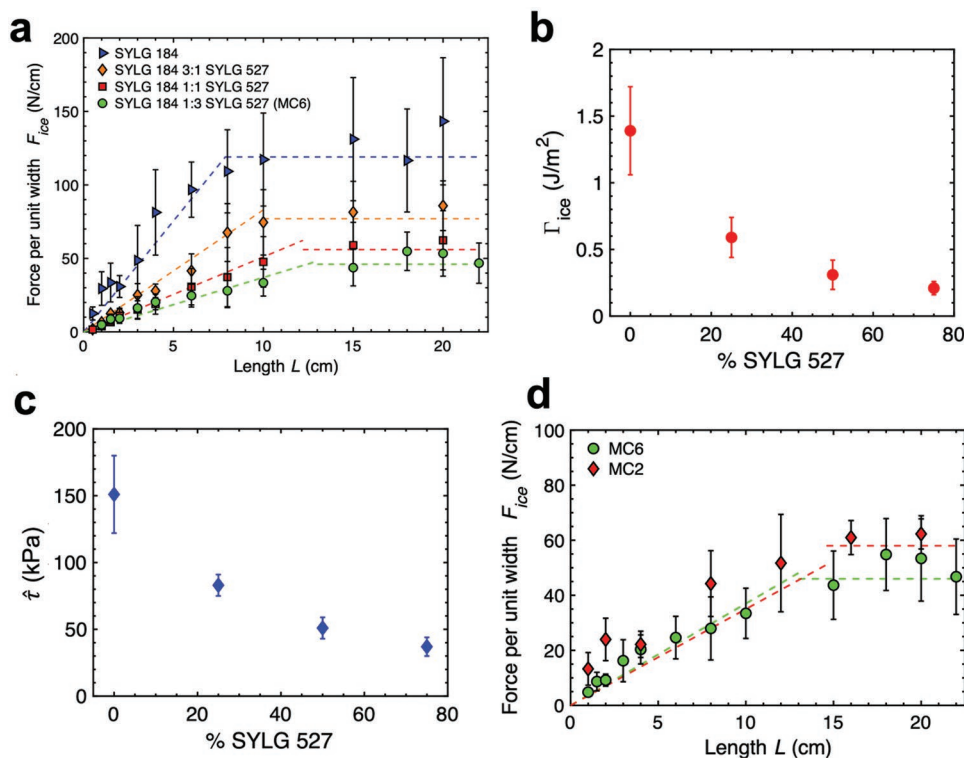 a
SYLG 184
SYLG 184 3:1 SYLG 527
SYLG 184 1:1 SYLG 527
SYLG 184 1:3 SYLG 527 (MC6)
Force per unit width F_ice (N/cm)
200
150
100
50
0
0 5 10 15 20
Length L (cm)
b
Γ_ice (J/m²)
2
1.5
1
0.5
0
0 20 40 60 80
% SYLG 527
c
τ̂ (kPa)
200
150
100
50
0
0 20 40 60 80
% SYLG 527
d
MC6
MC2
Force per unit width F_ice (N/cm)
100
80
60
40
20
0
0 5 10 15 20
Length L (cm)